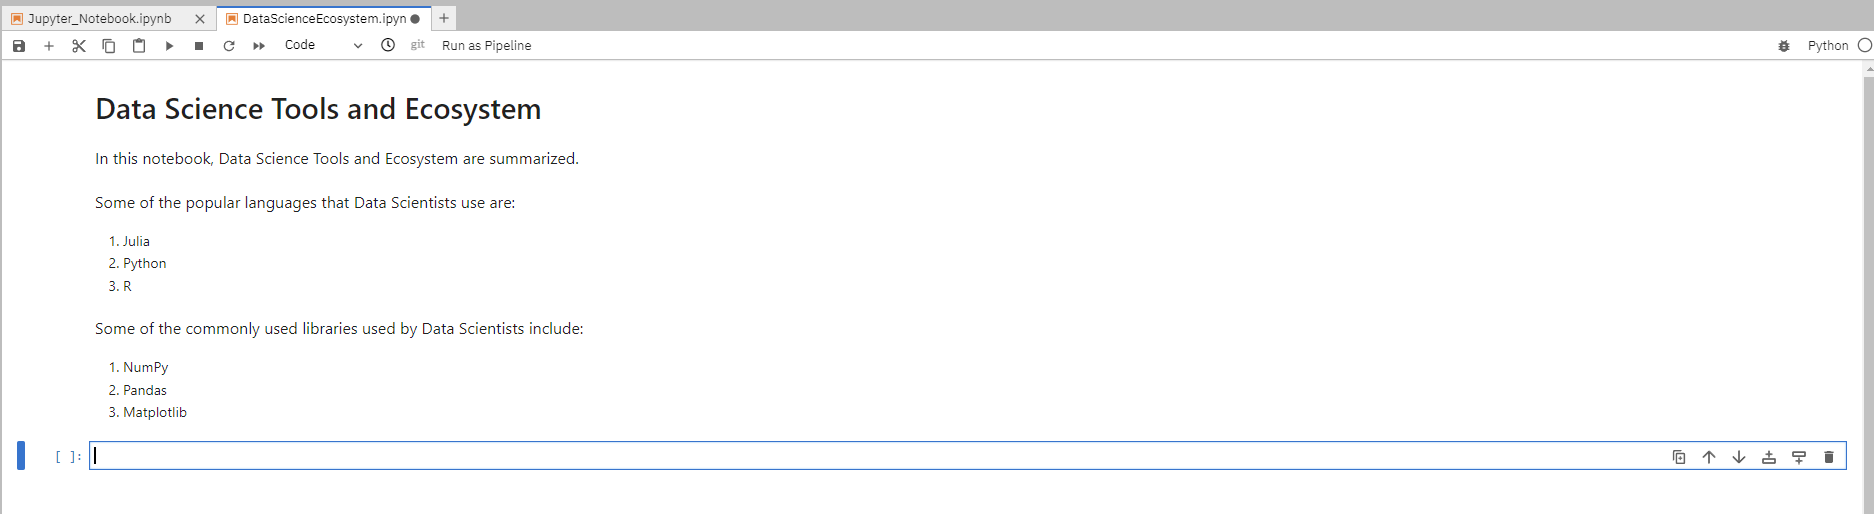 Jupyter_Notebook.ipynb
DataScienceEcosystem.ipyn
Code
git
Run as Pipeline
Python
Data Science Tools and Ecosystem
In this notebook, Data Science Tools and Ecosystem are summarized.
Some of the popular languages that Data Scientists use are:
1. Julia
2. Python
3. R
Some of the commonly used libraries used by Data Scientists include:
1. NumPy
2. Pandas
3. Matplotlib
[ ]: